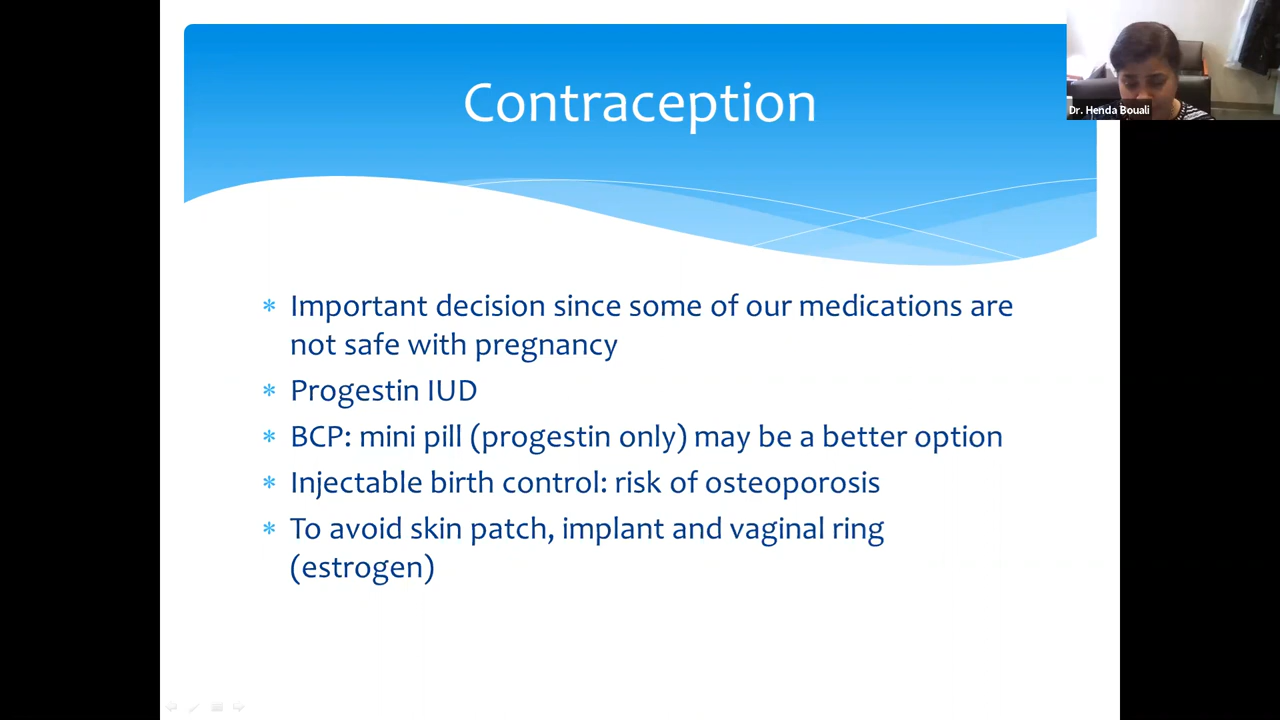 Contraception
Dr. Henda Bouali
* Important decision since some of our medications are
not safe with pregnancy
* Progestin IUD
* BCP: mini pill (progestin only) may be a better option
* Injectable birth control: risk of osteoporosis
* To avoid skin patch, implant and vaginal ring
(estrogen)